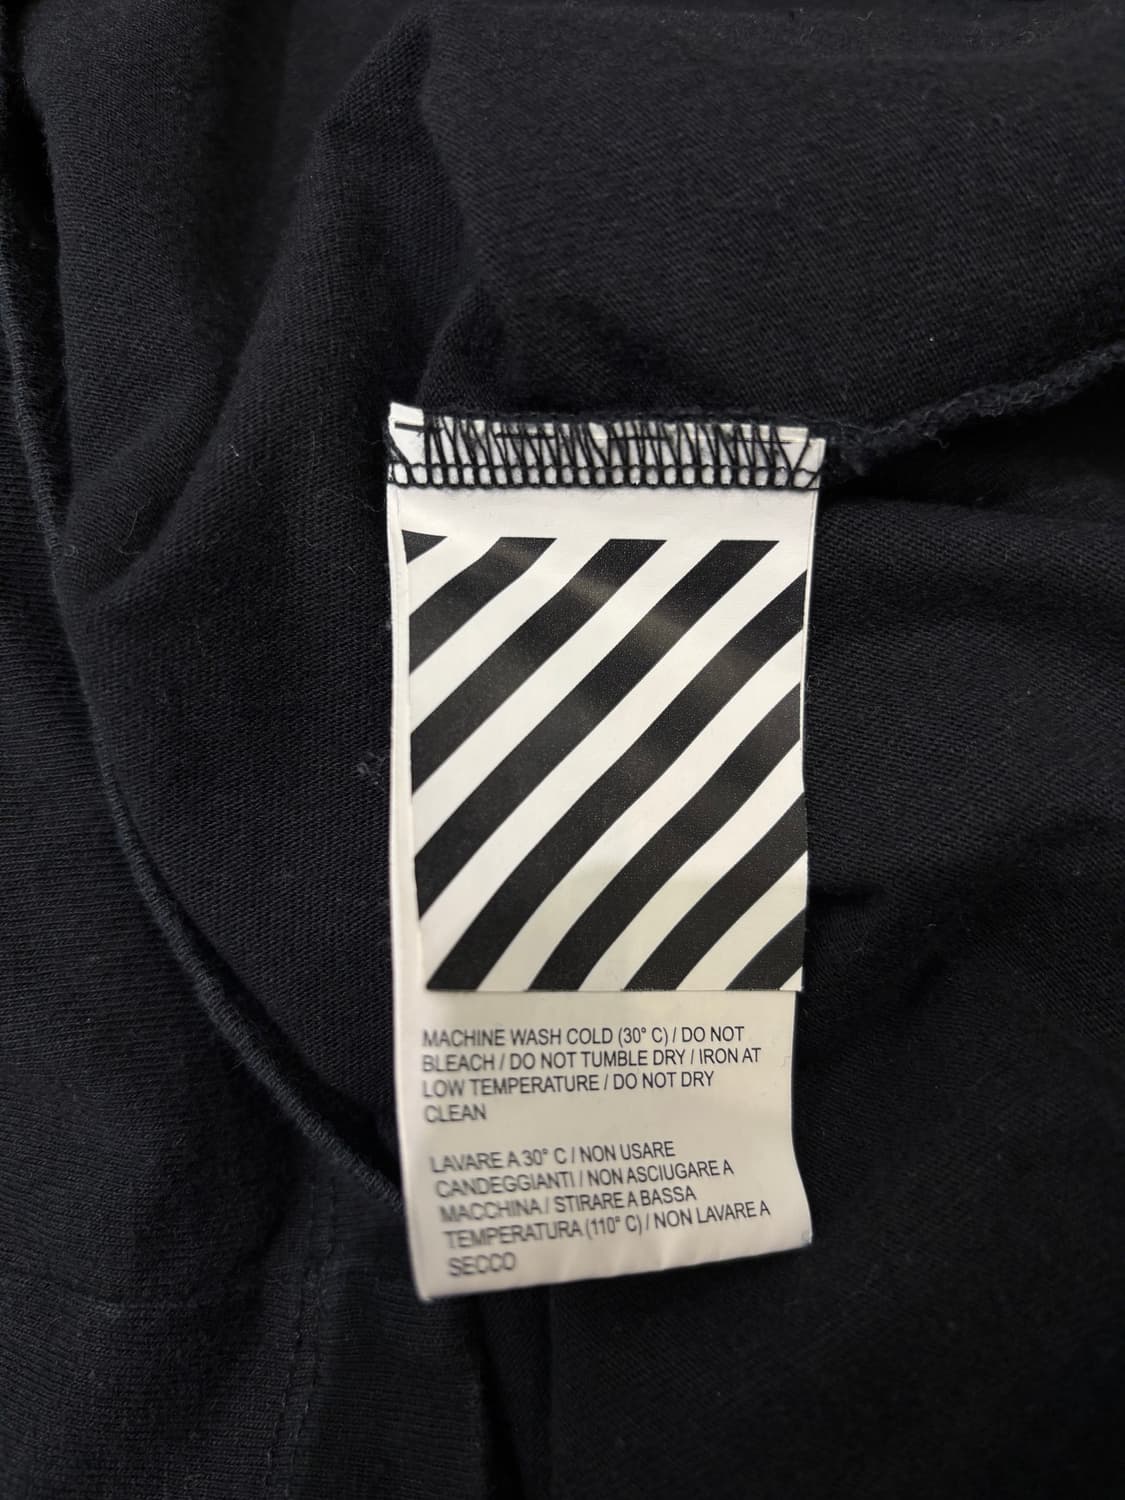 MACHINE WASH COLD (30° C) / DO NOT
BLEACH / DO NOT TUMBLE DRY / IRON AT
LOW TEMPERATURE / DO NOT DRY
CLEAN
LAVARE A 30° C / NON USARE
CANDEGGIANTI / NON ASCIUGARE A
MACCHINA / STIRARE A BASSA
TEMPERATURA (110° C) / NON LAVARE A
SECCO